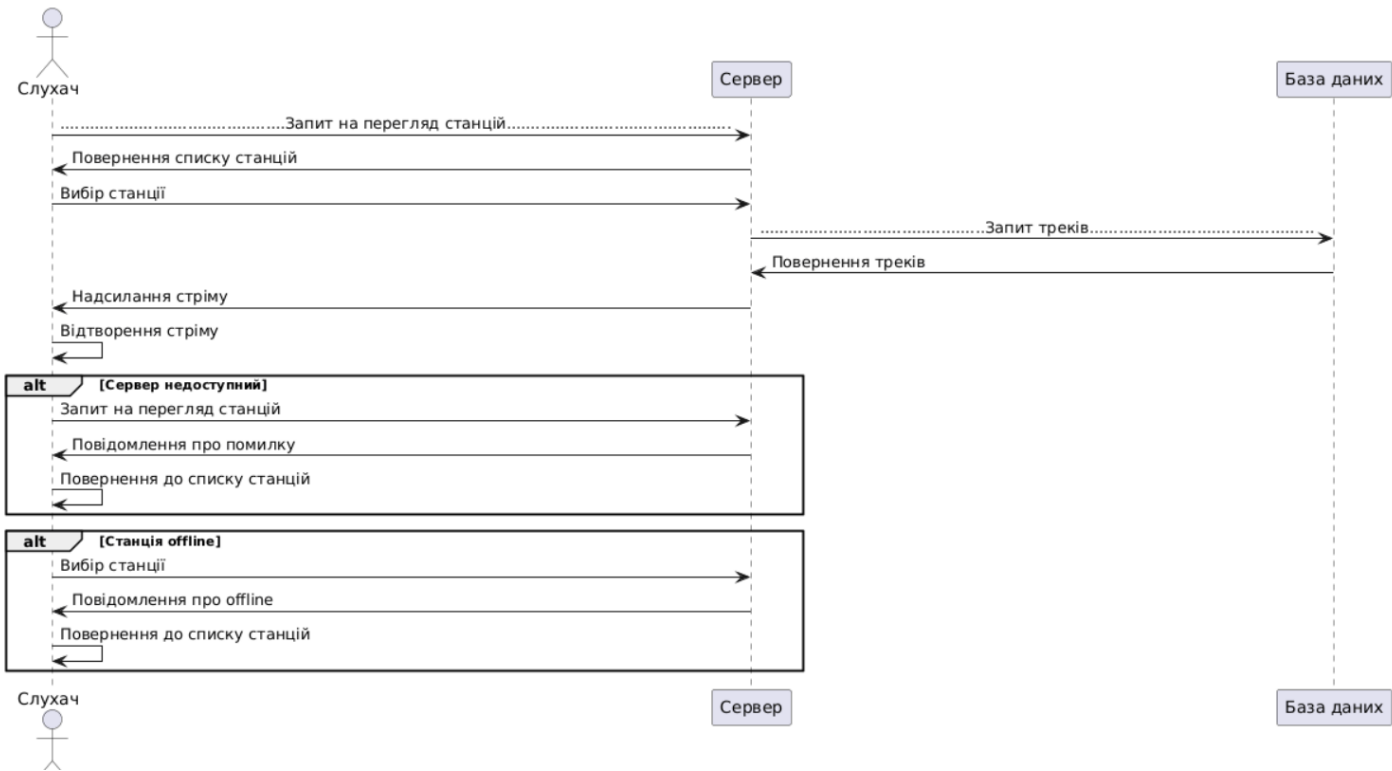 Слухач
Сервер
База даних
..........................................Запит на перегляд станцій..........................................
Повернення списку станцій
Вибір станції
..........................................Запит треків..........................................
Повернення треків
Надсилання стріму
Відтворення стріму
alt [Сервер недоступний]
Запит на перегляд станцій
Повідомлення про помилку
Повернення до списку станцій
alt [Станція offline]
Вибір станції
Повідомлення про offline
Повернення до списку станцій
Слухач
Сервер
База даних